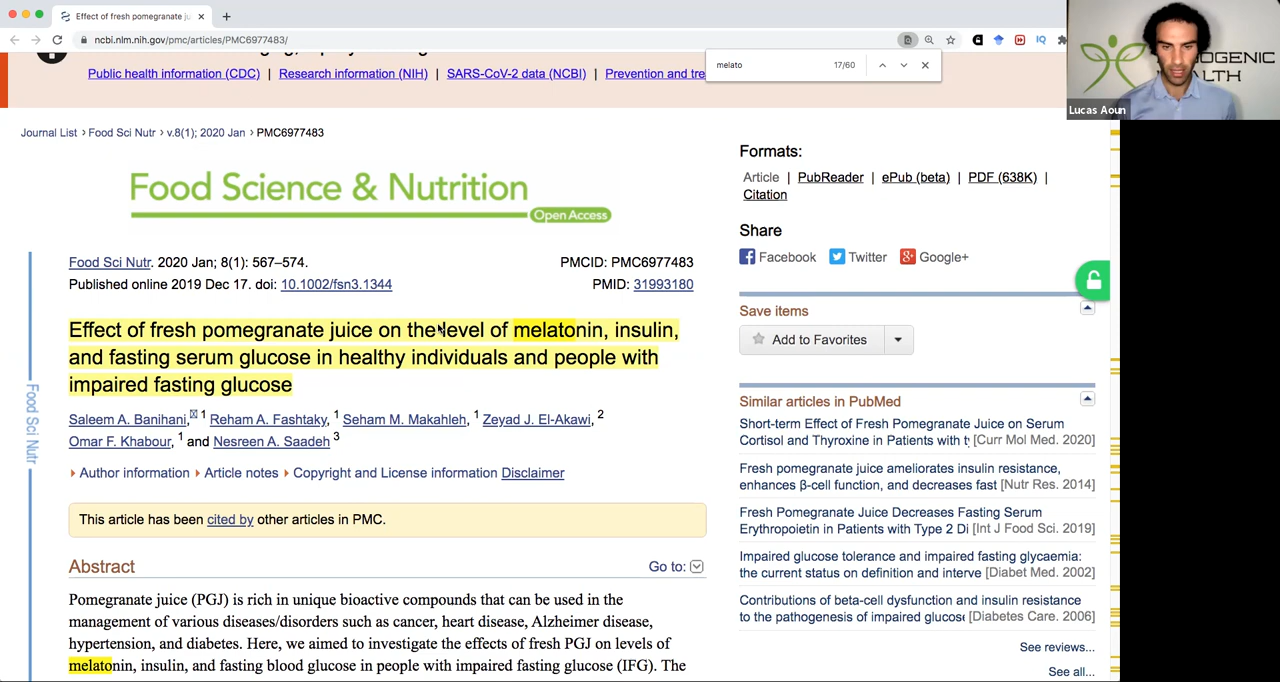 Effect of fresh pomegranate ju
ncbi.nlm.nih.gov/pmc/articles/PMC6977483/
melato 17/60
Public health information (CDC) | Research information (NIH) | SARS-CoV-2 data (NCBI) | Prevention and tre
Lucas Aoun
OGENIC
LTH
Journal List › Food Sci Nutr › v.8(1); 2020 Jan › PMC6977483
Food Science & Nutrition
Open Access
Food Sci Nutr. 2020 Jan; 8(1): 567–574.
PMCID: PMC6977483
Published online 2019 Dec 17. doi: 10.1002/fsn3.1344
PMID: 31993180
Effect of fresh pomegranate juice on the level of melatonin, insulin,
and fasting serum glucose in healthy individuals and people with
impaired fasting glucose
Saleem A. Banihani, 1 Reham A. Fashtaky, 1 Seham M. Makahleh, 1 Zeyad J. El-Akawi, 2
Omar F. Khabour, 1 and Nesreen A. Saadeh 3
Author information Article notes Copyright and License information Disclaimer
This article has been cited by other articles in PMC.
Abstract
Go to:
Pomegranate juice (PGJ) is rich in unique bioactive compounds that can be used in the
management of various diseases/disorders such as cancer, heart disease, Alzheimer disease,
hypertension, and diabetes. Here, we aimed to investigate the effects of fresh PGJ on levels of
melatonin, insulin, and fasting blood glucose in people with impaired fasting glucose (IFG). The
Food Sci Nutr
Food Sci Nutr
Formats:
Article | PubReader | ePub (beta) | PDF (638K) |
Citation
Share
Facebook Twitter Google+
Save items
Add to Favorites
Similar articles in PubMed
Short-term Effect of Fresh Pomegranate Juice on Serum
Cortisol and Thyroxine in Patients with ty [Curr Mol Med. 2020]
Fresh pomegranate juice ameliorates insulin resistance,
enhances β-cell function, and decreases fast [Nutr Res. 2014]
Fresh Pomegranate Juice Decreases Fasting Serum
Erythropoietin in Patients with Type 2 Di [Int J Food Sci. 2019]
Impaired glucose tolerance and impaired fasting glycaemia:
the current status on definition and interve [Diabet Med. 2002]
Contributions of beta-cell dysfunction and insulin resistance
to the pathogenesis of impaired glucose [Diabetes Care. 2006]
See reviews...
See all...